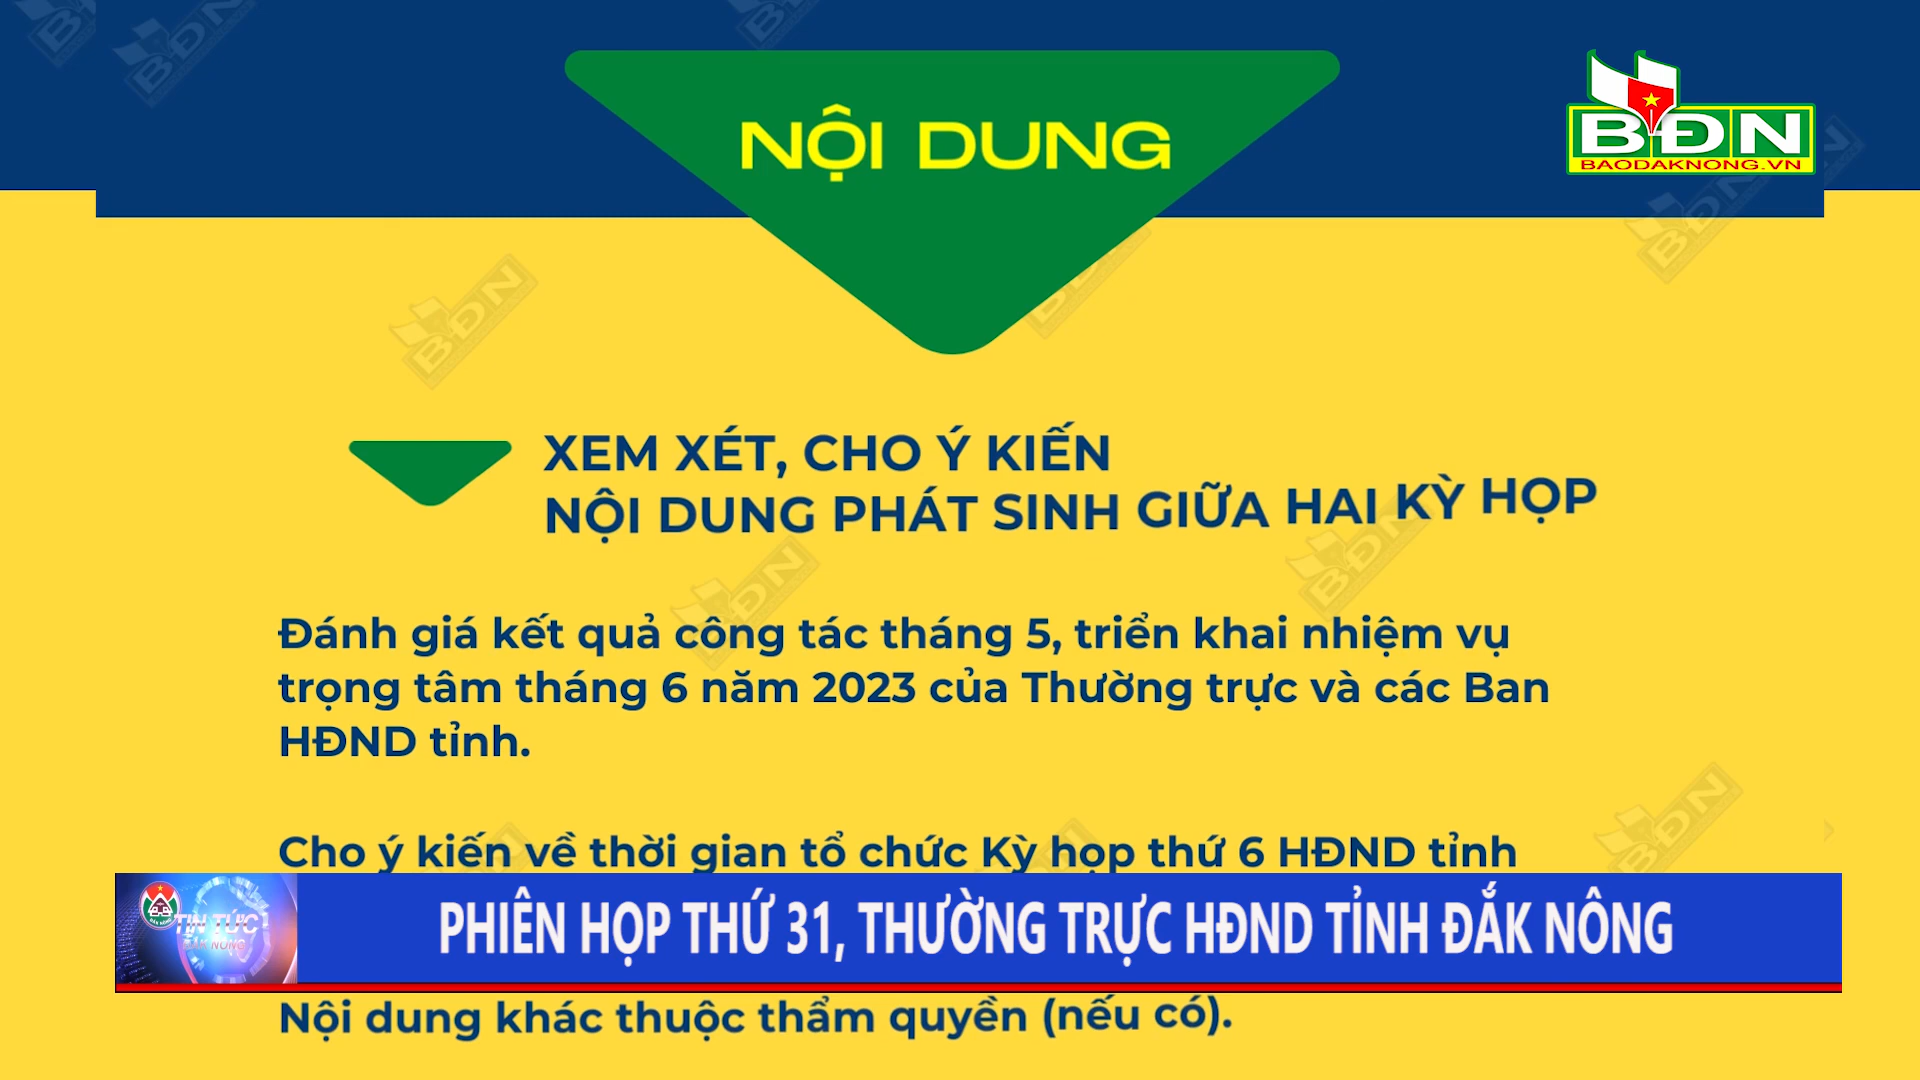 NỘI DUNG
BĐN
BAODAKNONG.VN
XEM XÉT, CHO Ý KIẾN
NỘI DUNG PHÁT SINH GIỮA HAI KỲ HỌP
Đánh giá kết quả công tác tháng 5, triển khai nhiệm vụ
trọng tâm tháng 6 năm 2023 của Thường trực và các Ban
HĐND tỉnh.
Cho ý kiến về thời gian tổ chức Kỳ họp thứ 6 HĐND tỉnh
TIN TỨC
ĐẮK NÔNG
PHIÊN HỌP THỨ 31, THƯỜNG TRỰC HĐND TỈNH ĐẮK NÔNG
Nội dung khác thuộc thẩm quyền (nếu có).